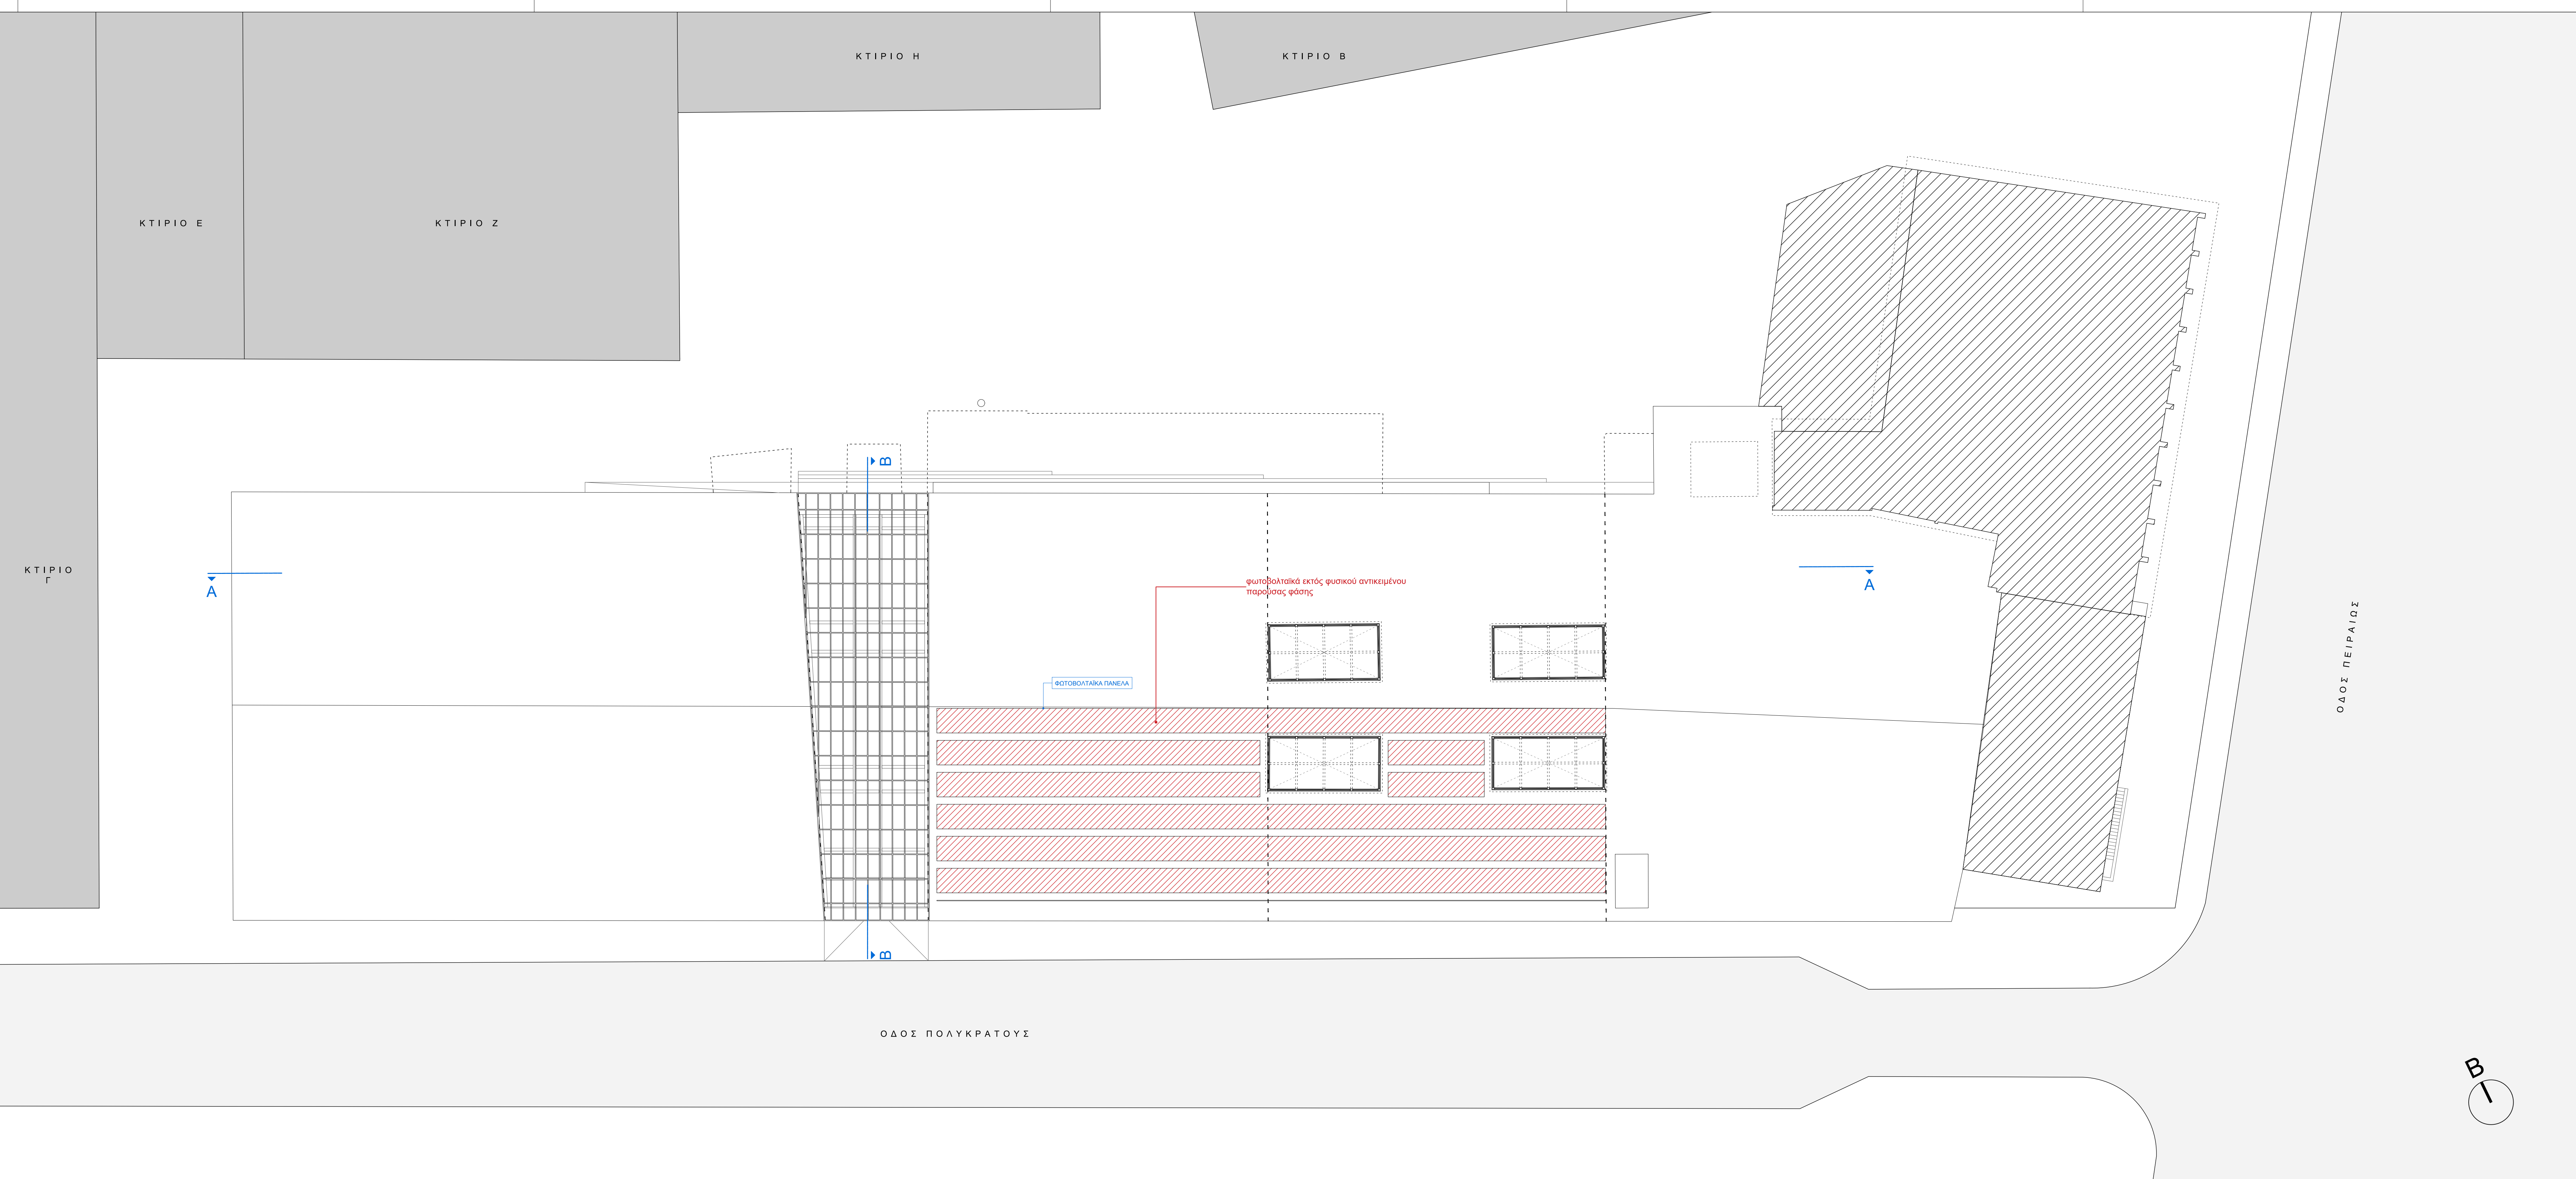 ΚΤΙΡΙΟ Η
ΚΤΙΡΙΟ Β
ΚΤΙΡΙΟ Ε
ΚΤΙΡΙΟ Ζ
Β
ΚΤΙΡΙΟ
Γ
Α
Α
φωτοβολταϊκά εκτός φυσικού αντικειμένου
παρούσας φάσης
ΟΔΟΣ ΠΕΙΡΑΙΩΣ
ΦΩΤΟΒΟΛΤΑΪΚΑ ΠΑΝΕΛΑ
Β
ΟΔΟΣ ΠΟΛΥΚΡΑΤΟΥΣ
Β